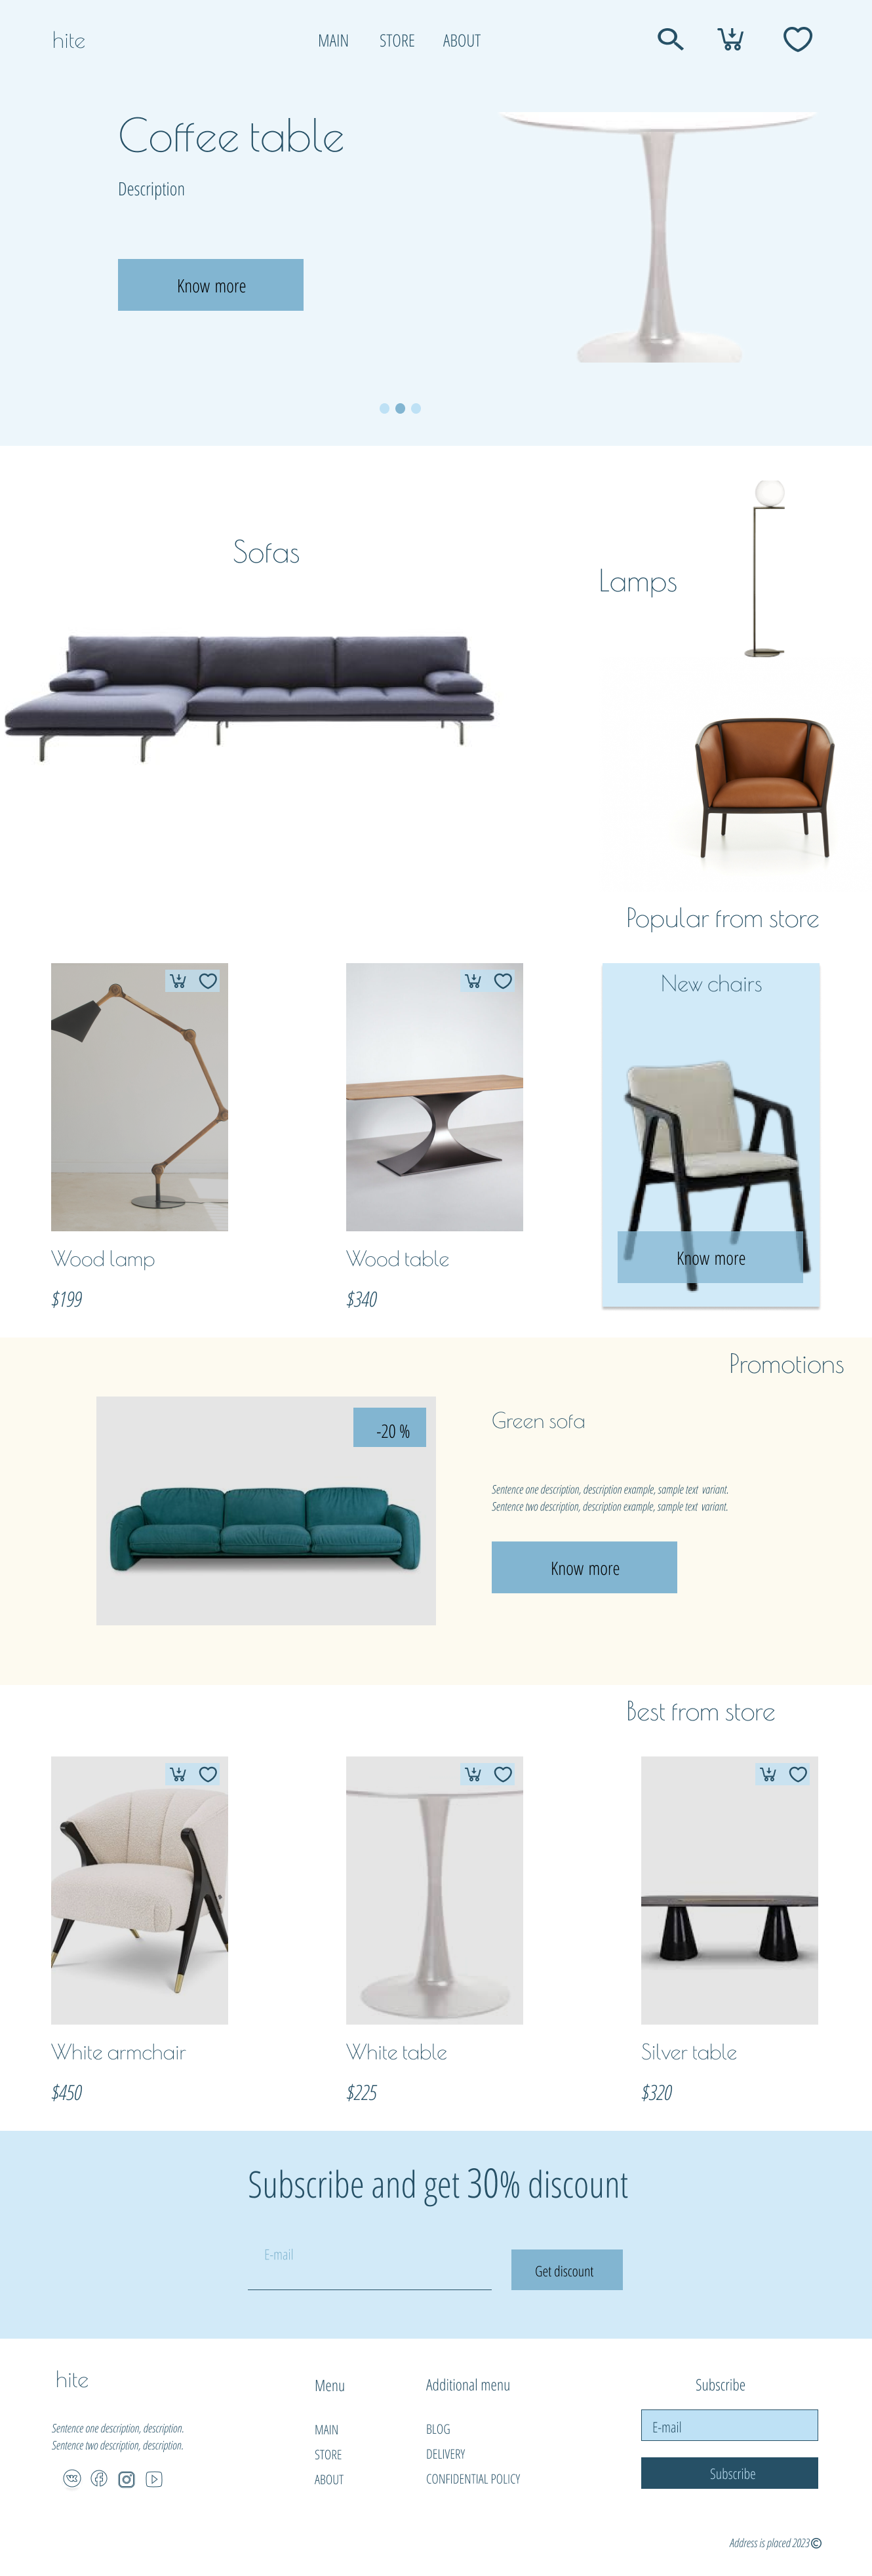 hite
MAIN
STORE
ABOUT
Coffee table
Description
Know more
Sofas
Lamps
Popular from store
New chairs
Know more
Wood lamp
$199
Wood table
$340
Promotions
-20 %
Green sofa
Sentence one description, description example, sample text variant.
Sentence two description, description example, sample text variant.
Know more
Best from store
White armchair
$450
White table
$225
Silver table
$320
Subscribe and get 30% discount
E-mail
Get discount
hite
Sentence one description, description.
Sentence two description, description.
Menu
MAIN
STORE
ABOUT
Additional menu
BLOG
DELIVERY
CONFIDENTIAL POLICY
Subscribe
E-mail
Subscribe
Address is placed 2023 ©